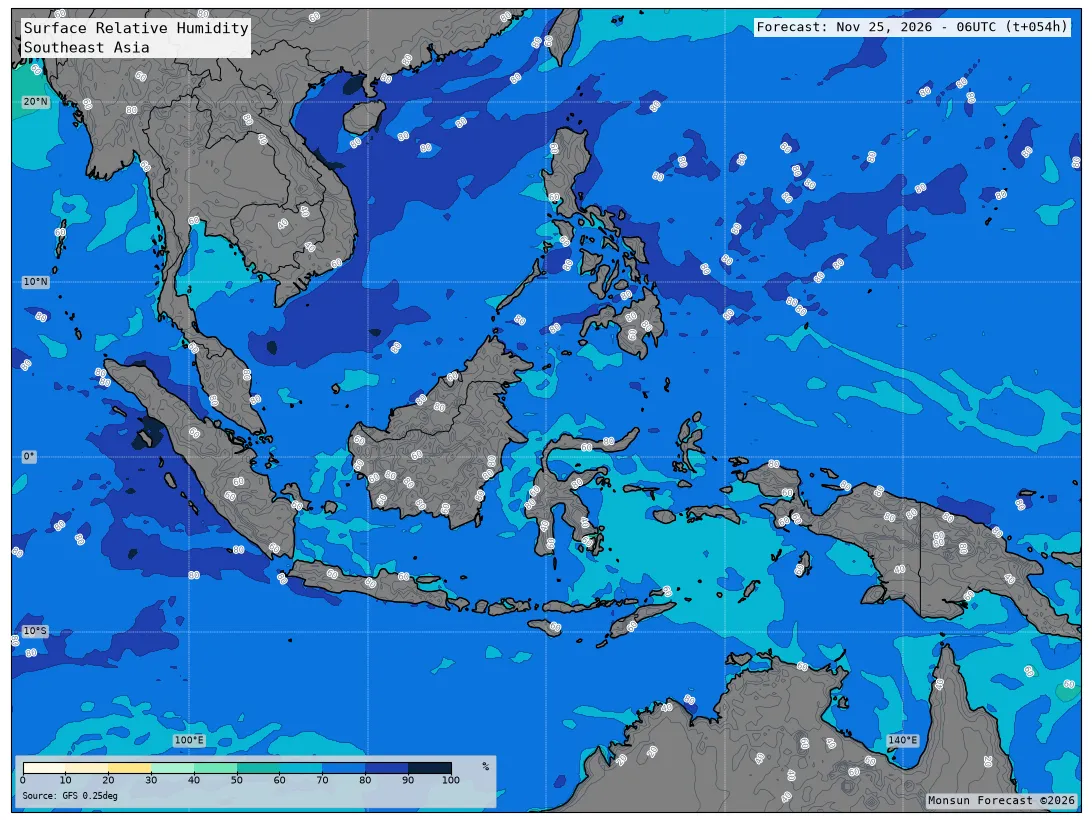 Surface Relative Humidity
Southeast Asia
Forecast: Nov 25, 2026 - 06UTC (t+054h)
20°N
10°N
0°
10°S
100°E
140°E
0 10 20 30 40 50 60 70 80 90 100
%
Source: GFS 0.25deg
Monsun Forecast ©2026